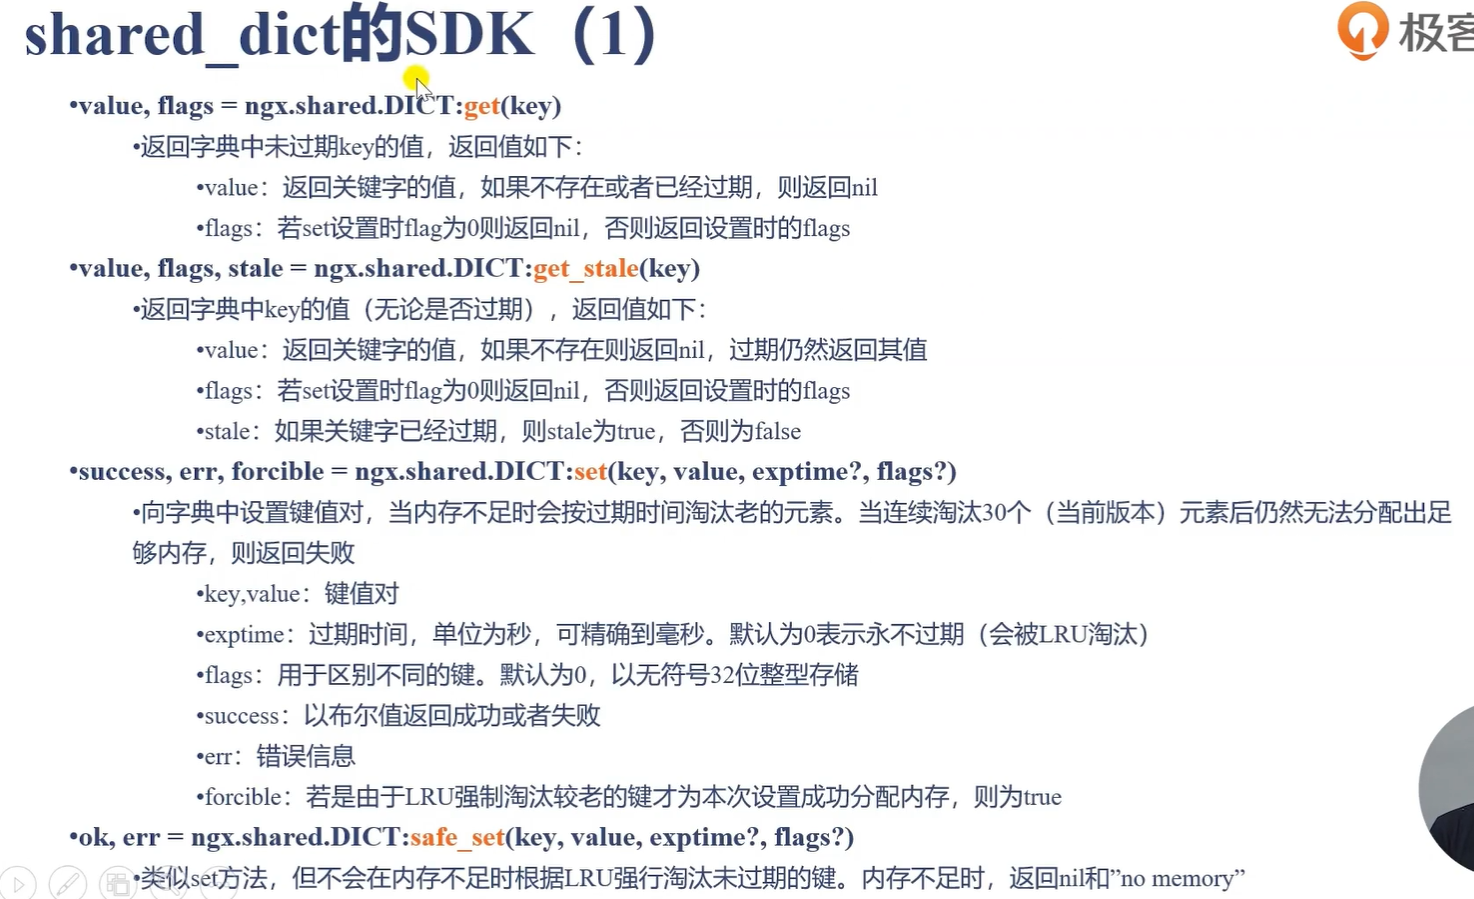 shared_dict的SDK（1）
极客
•value, flags = ngx.shared.DICT:get(key)
•返回字典中未过期key的值，返回值如下：
•value：返回关键字的值，如果不存在或者已经过期，则返回nil
•flags：若set设置时flag为0则返回nil，否则返回设置时的flags
•value, flags, stale = ngx.shared.DICT:get_stale(key)
•返回字典中key的值（无论是否过期），返回值如下：
•value：返回关键字的值，如果不存在则返回nil，过期仍然返回其值
•flags：若set设置时flag为0则返回nil，否则返回设置时的flags
•stale：如果关键字已经过期，则stale为true，否则为false
•success, err, forcible = ngx.shared.DICT:set(key, value, exptime?, flags?)
•向字典中设置键值对，当内存不足时会按过期时间淘汰老的元素。当连续淘汰30个（当前版本）元素后仍然无法分配出足
够内存，则返回失败
•key,value：键值对
•exptime：过期时间，单位为秒，可精确到毫秒。默认为0表示永不过期（会被LRU淘汰）
•flags：用于区别不同的键。默认为0，以无符号32位整型存储
•success：以布尔值返回成功或者失败
•err：错误信息
•forcible：若是由于LRU强制淘汰较老的键才为本次设置成功分配内存，则为true
•ok, err = ngx.shared.DICT:safe_set(key, value, exptime?, flags?)
•类似set方法，但不会在内存不足时根据LRU强行淘汰未过期的键。内存不足时，返回nil和”no memory”